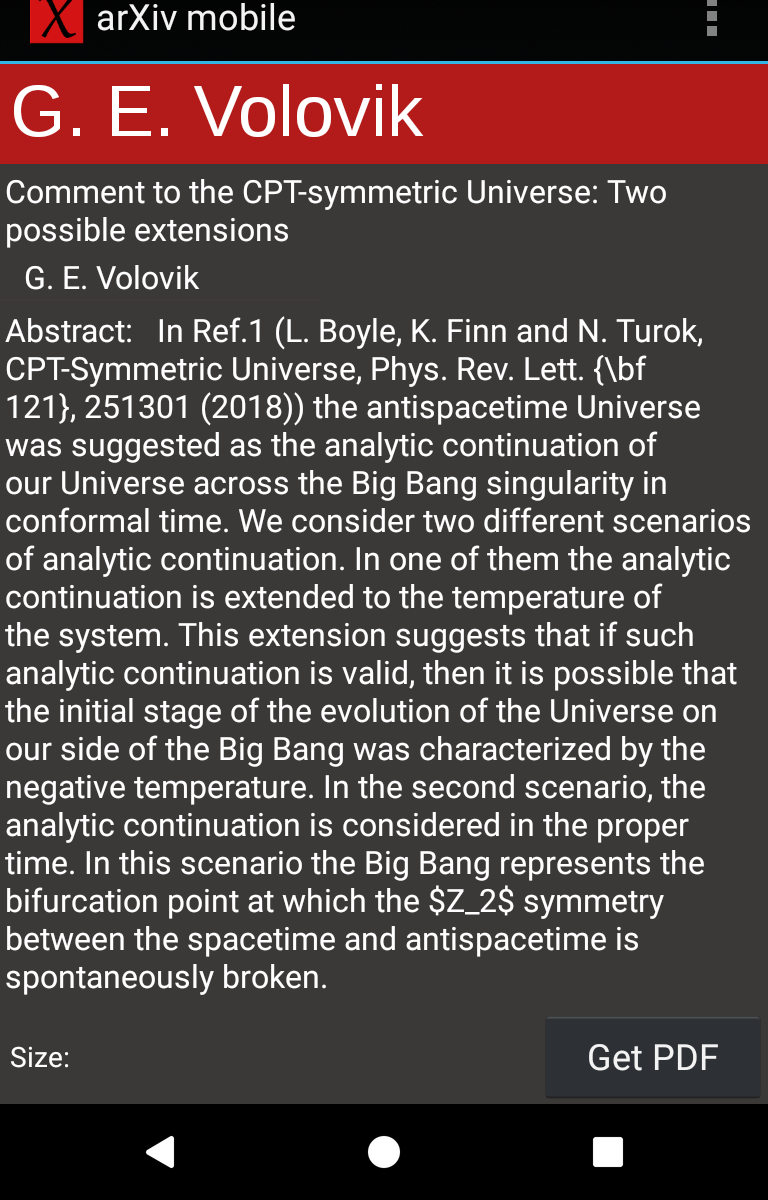 X arXiv mobile
G. E. Volovik
Comment to the CPT-symmetric Universe: Two
possible extensions
G. E. Volovik
Abstract: In Ref.1 (L. Boyle, K. Finn and N. Turok,
CPT-Symmetric Universe, Phys. Rev. Lett. {\bf
121}, 251301 (2018)) the antispacetime Universe
was suggested as the analytic continuation of
our Universe across the Big Bang singularity in
conformal time. We consider two different scenarios
of analytic continuation. In one of them the analytic
continuation is extended to the temperature of
the system. This extension suggests that if such
analytic continuation is valid, then it is possible that
the initial stage of the evolution of the Universe on
our side of the Big Bang was characterized by the
negative temperature. In the second scenario, the
analytic continuation is considered in the proper
time. In this scenario the Big Bang represents the
bifurcation point at which the $Z_2$ symmetry
between the spacetime and antispacetime is
spontaneously broken.
Size:
Get PDF